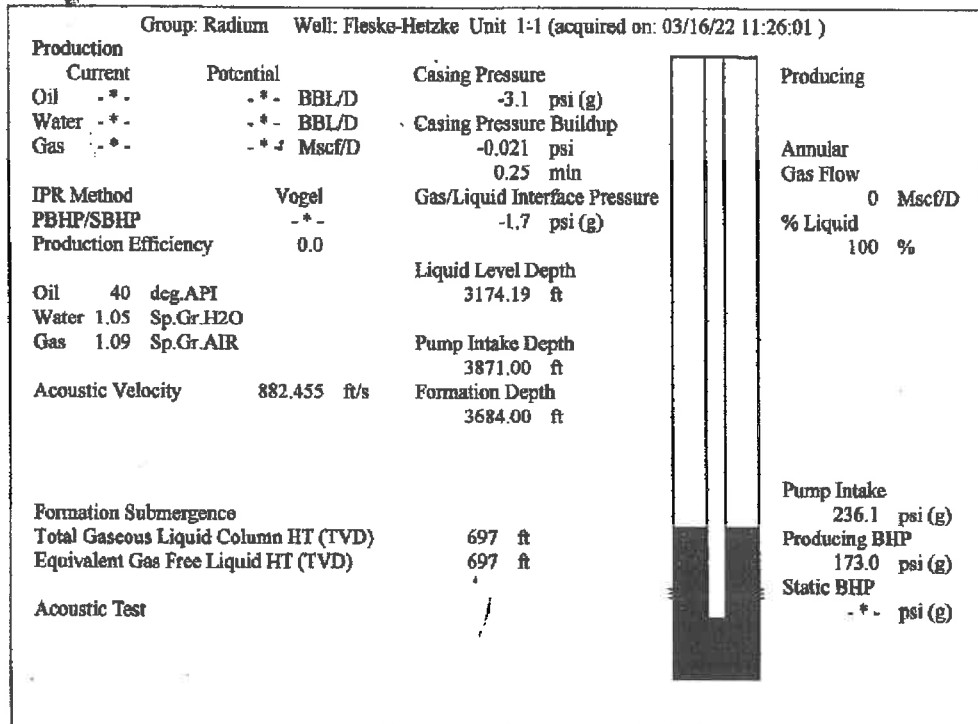 Group: Radium Well: Fleske-Hetzke Unit 1-1 (acquired on: 03/16/22 11:26:01 )
Production
Current Potential
Oil -*- -*- BBL/D
Water -*- -*- BBL/D
Gas -*- -*- Mscf/D
IPR Method Vogel
PBHP/SBHP -*-
Production Efficiency 0.0
Oil 40 deg.API
Water 1.05 Sp.Gr.H2O
Gas 1.09 Sp.Gr.AIR
Acoustic Velocity 882.455 ft/s
Formation Submergence
Total Gaseous Liquid Column HT (TVD) 697 ft
Equivalent Gas Free Liquid HT (TVD) 697 ft
Acoustic Test
Casing Pressure
-3.1 psi (g)
Casing Pressure Buildup
-0.021 psi
0.25 min
Gas/Liquid Interface Pressure
-1.7 psi (g)
Liquid Level Depth
3174.19 ft
Pump Intake Depth
3871.00 ft
Formation Depth
3684.00 ft
Producing
Annular
Gas Flow
0 Mscf/D
% Liquid
100 %
Pump Intake
236.1 psi (g)
Producing BHP
173.0 psi (g)
Static BHP
-*- psi (g)